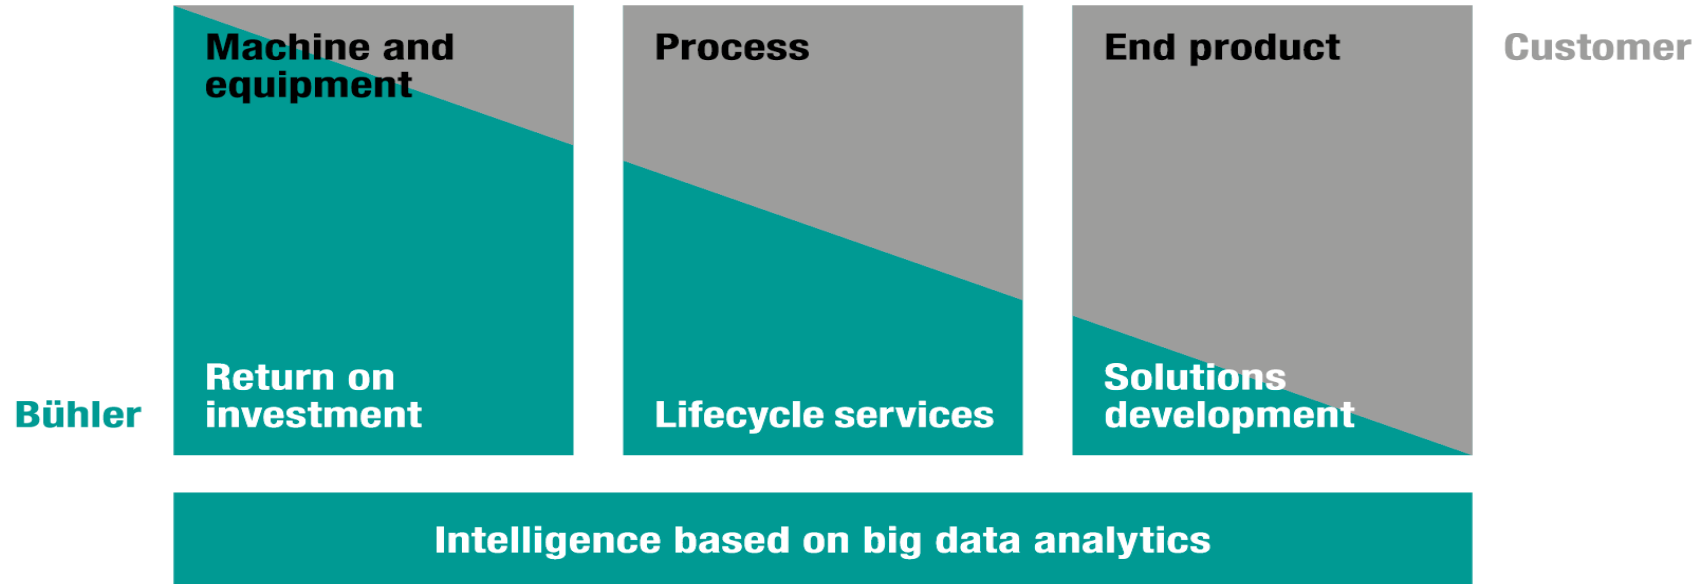 Machine and
equipment
Process
End product
Customer
Bühler
Return on
investment
Lifecycle services
Solutions
development
Intelligence based on big data analytics